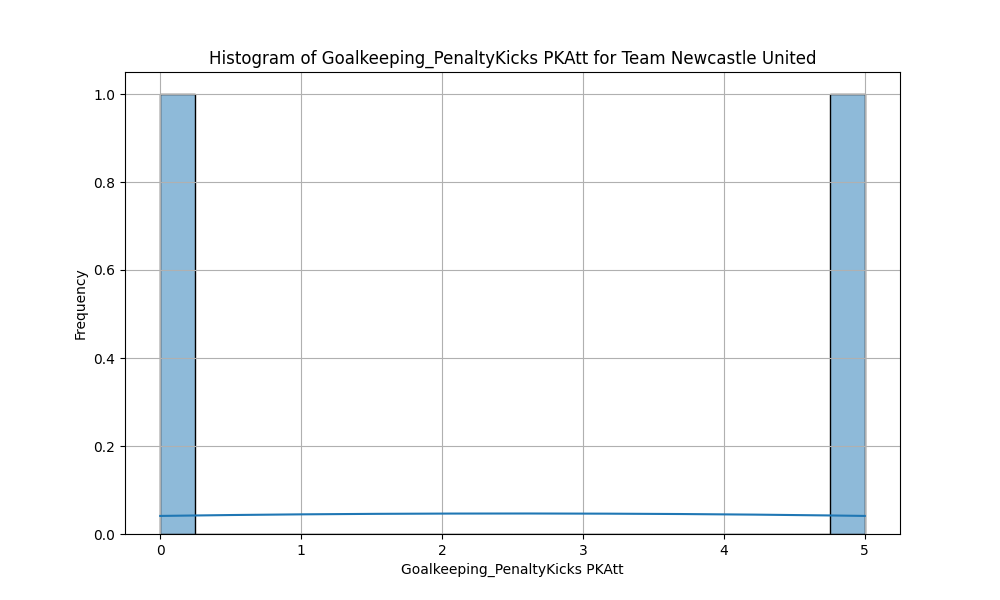 Histogram of Goalkeeping_PenaltyKicks PKAtt for Team Newcastle United
1.0
0.8
0.6
0.4
0.2
0.0
Frequency
0 1 2 3 4 5
Goalkeeping_PenaltyKicks PKAtt